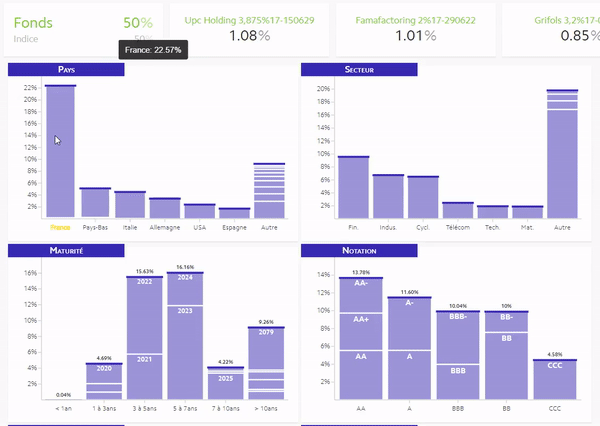 Fonds 50%
Indice 50%
Upc Holding 3,875%17-150629
1.08%
Famafactoring 2%17-290622
1.01%
Grifols 3,2%17-
0.85%
France: 22.57%
Pays
22%
20%
18%
16%
14%
12%
10%
8%
6%
4%
2%
France Pays-Bas Italie Allemagne USA Espagne Autre
Secteur
20%
18%
16%
14%
12%
10%
8%
6%
4%
2%
Fin. Indus. Cycl. Télécom Tech. Mat. Autre
Maturité
16%
14%
12%
10%
8%
6%
4%
2%
0.04%
4.69%
2020
15.63%
2022
2021
16.16%
2024
2023
4.22%
2025
9.26%
2079
< 1an 1 à 3ans 3 à 5ans 5 à 7ans 7 à 10ans > 10ans
Notation
14%
12%
10%
8%
6%
4%
2%
13.78%
AA-
AA+
AA
11.60%
A-
A
10.04%
BBB-
BBB
10%
BB-
BB
4.58%
CCC
AA A BBB BB CCC